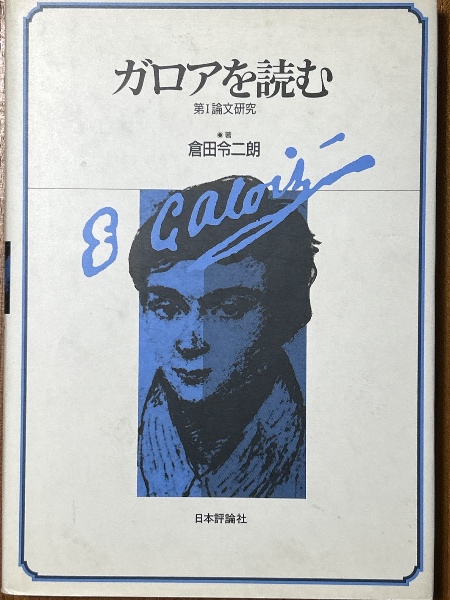 ガロアを読む
第I論文研究
●著
倉田令二朗
E Galois
日本評論社